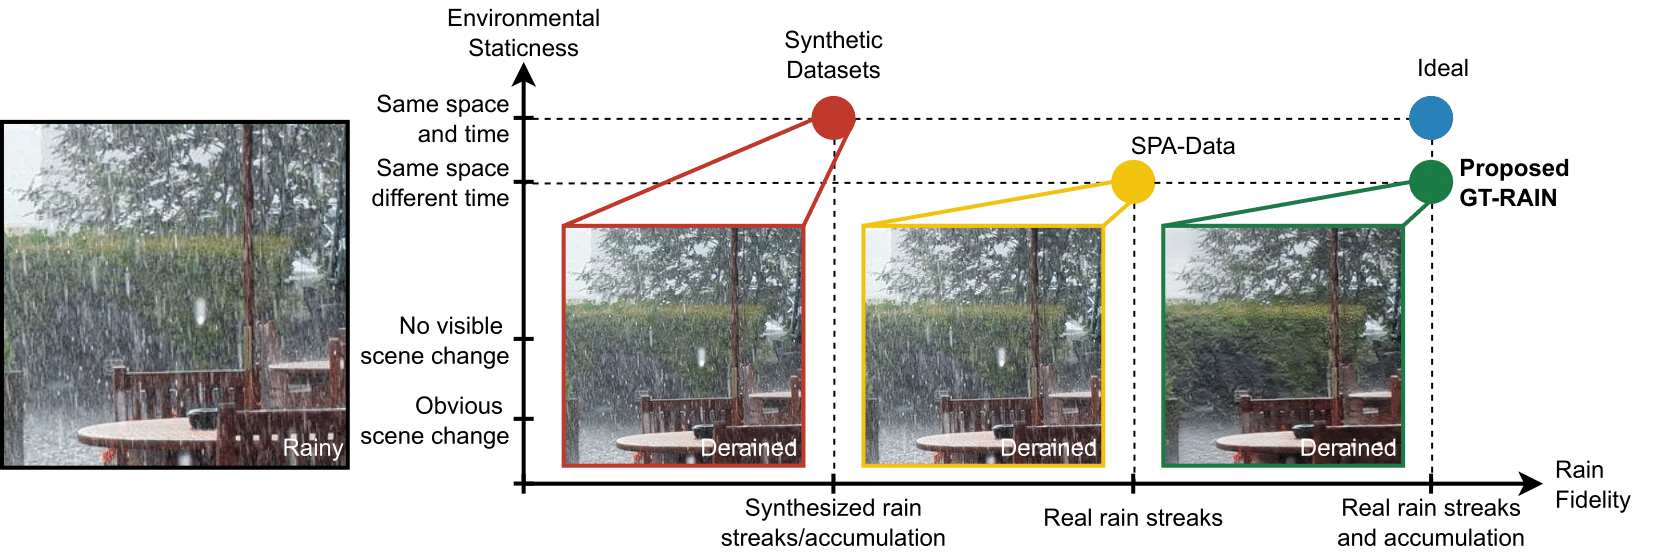 Environmental
Staticness
Synthetic
Datasets
Ideal
Same space
and time
SPA-Data
Same space
different time
Proposed
GT-RAIN
No visible
scene change
Obvious
scene change
Rainy
Derained
Derained
Derained
Rain
Fidelity
Synthesized rain
streaks/accumulation
Real rain streaks
Real rain streaks
and accumulation